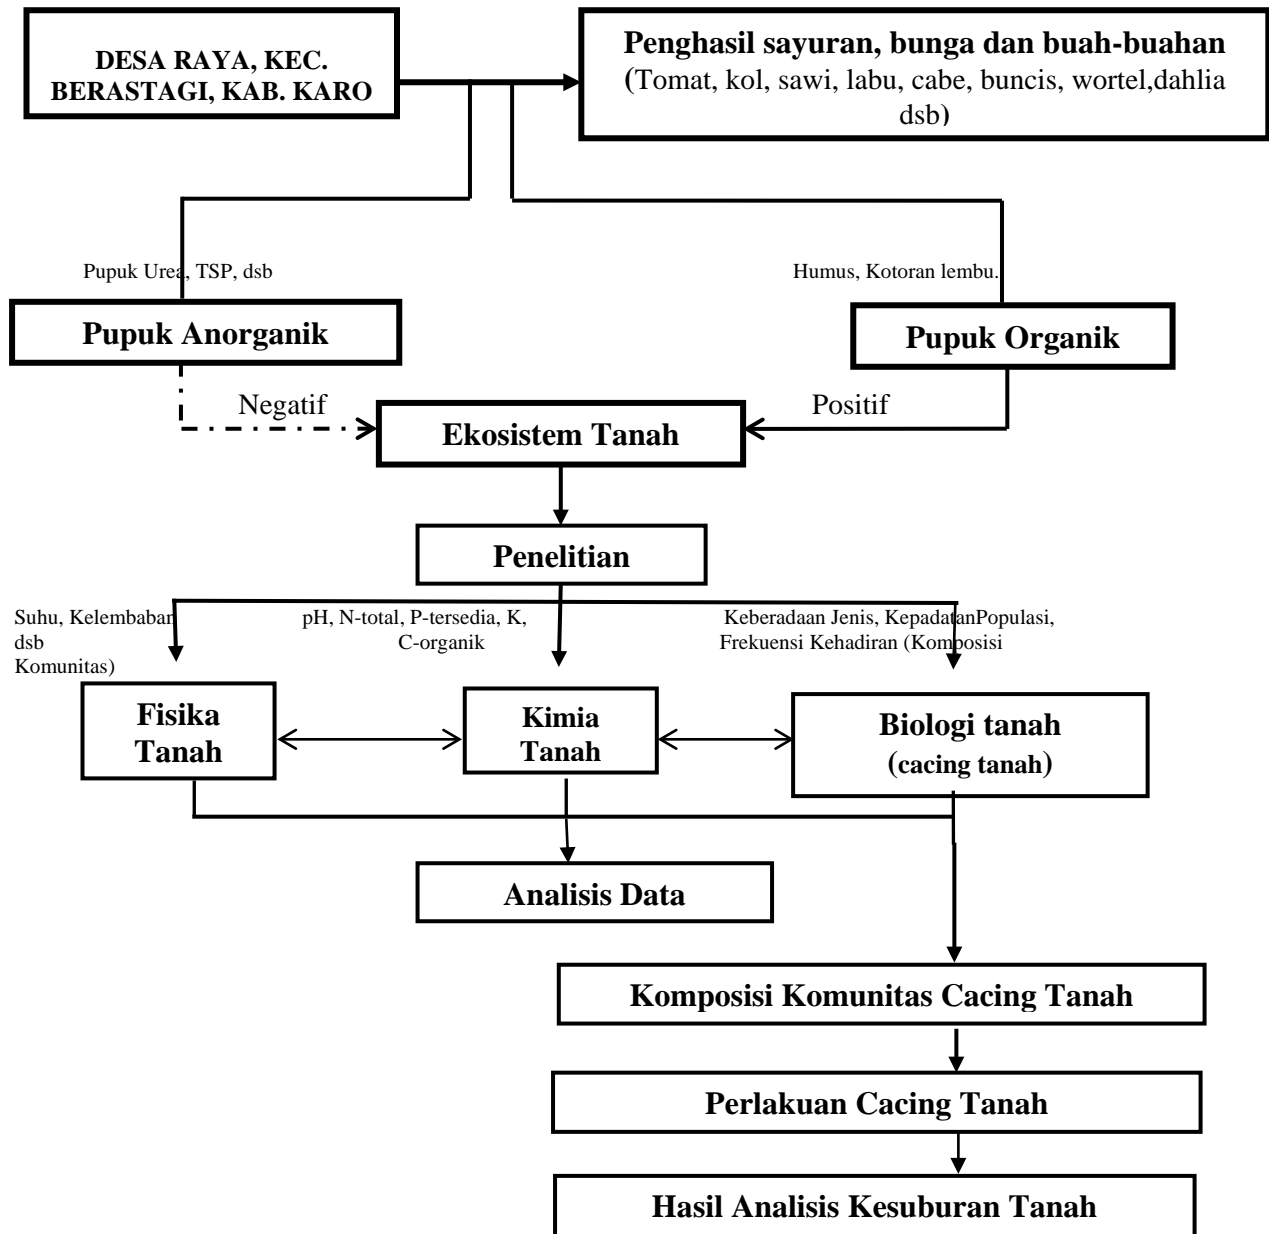 DESA RAYA, KEC.
BERASTAGI, KAB. KARO
Penghasil sayuran, bunga dan buah-buahan
(Tomat, kol, sawi, labu, cabe, buncis, wortel,dahlia
dsb)
Pupuk Urea, TSP, dsb
Humus, Kotoran lembu.
Pupuk Anorganik
Pupuk Organik
Negatif
Positif
Ekosistem Tanah
Penelitian
Suhu, Kelembaban
dsb
Komunitas)
pH, N-total, P-tersedia, K,
C-organik
Keberadaan Jenis, KepadatanPopulasi,
Frekuensi Kehadiran (Komposisi
Fisika
Tanah
Kimia
Tanah
Biologi tanah
(cacing tanah)
Analisis Data
Komposisi Komunitas Cacing Tanah
Perlakuan Cacing Tanah
Hasil Analisis Kesuburan Tanah